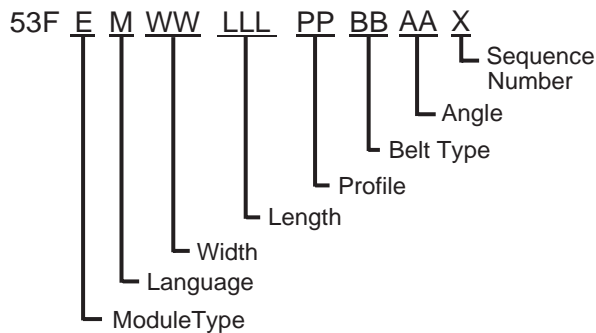 53F E M WW LLL PP BB AA X
Sequence
Number
Angle
Belt Type
Profile
Length
Width
Language
ModuleType